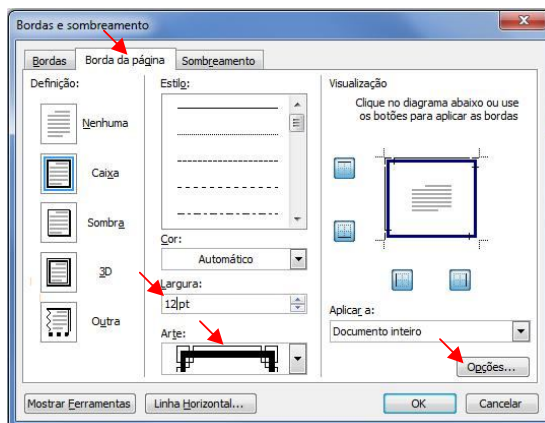 Bordas e sombreamento
Bordas
Borda da página
Sombreamento
Definição:
Nenhuma
Caixa
Sombra
3D
Outra
Estilo:
Cor:
Automático
Largura:
12 pt
Arte:
Visualização
Clique no diagrama abaixo ou use
os botões para aplicar as bordas
Aplicar a:
Documento inteiro
Opções...
Mostrar Ferramentas
Linha Horizontal...
OK
Cancelar